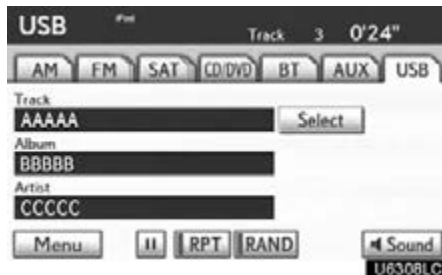 USB iPod Track 3 0'24"
AM FM SAT CD/DVD BT AUX USB
Track
AAAAA Select
Album
BBBBB
Artist
CCCCC
Menu II RPT RAND Sound
U6308LC